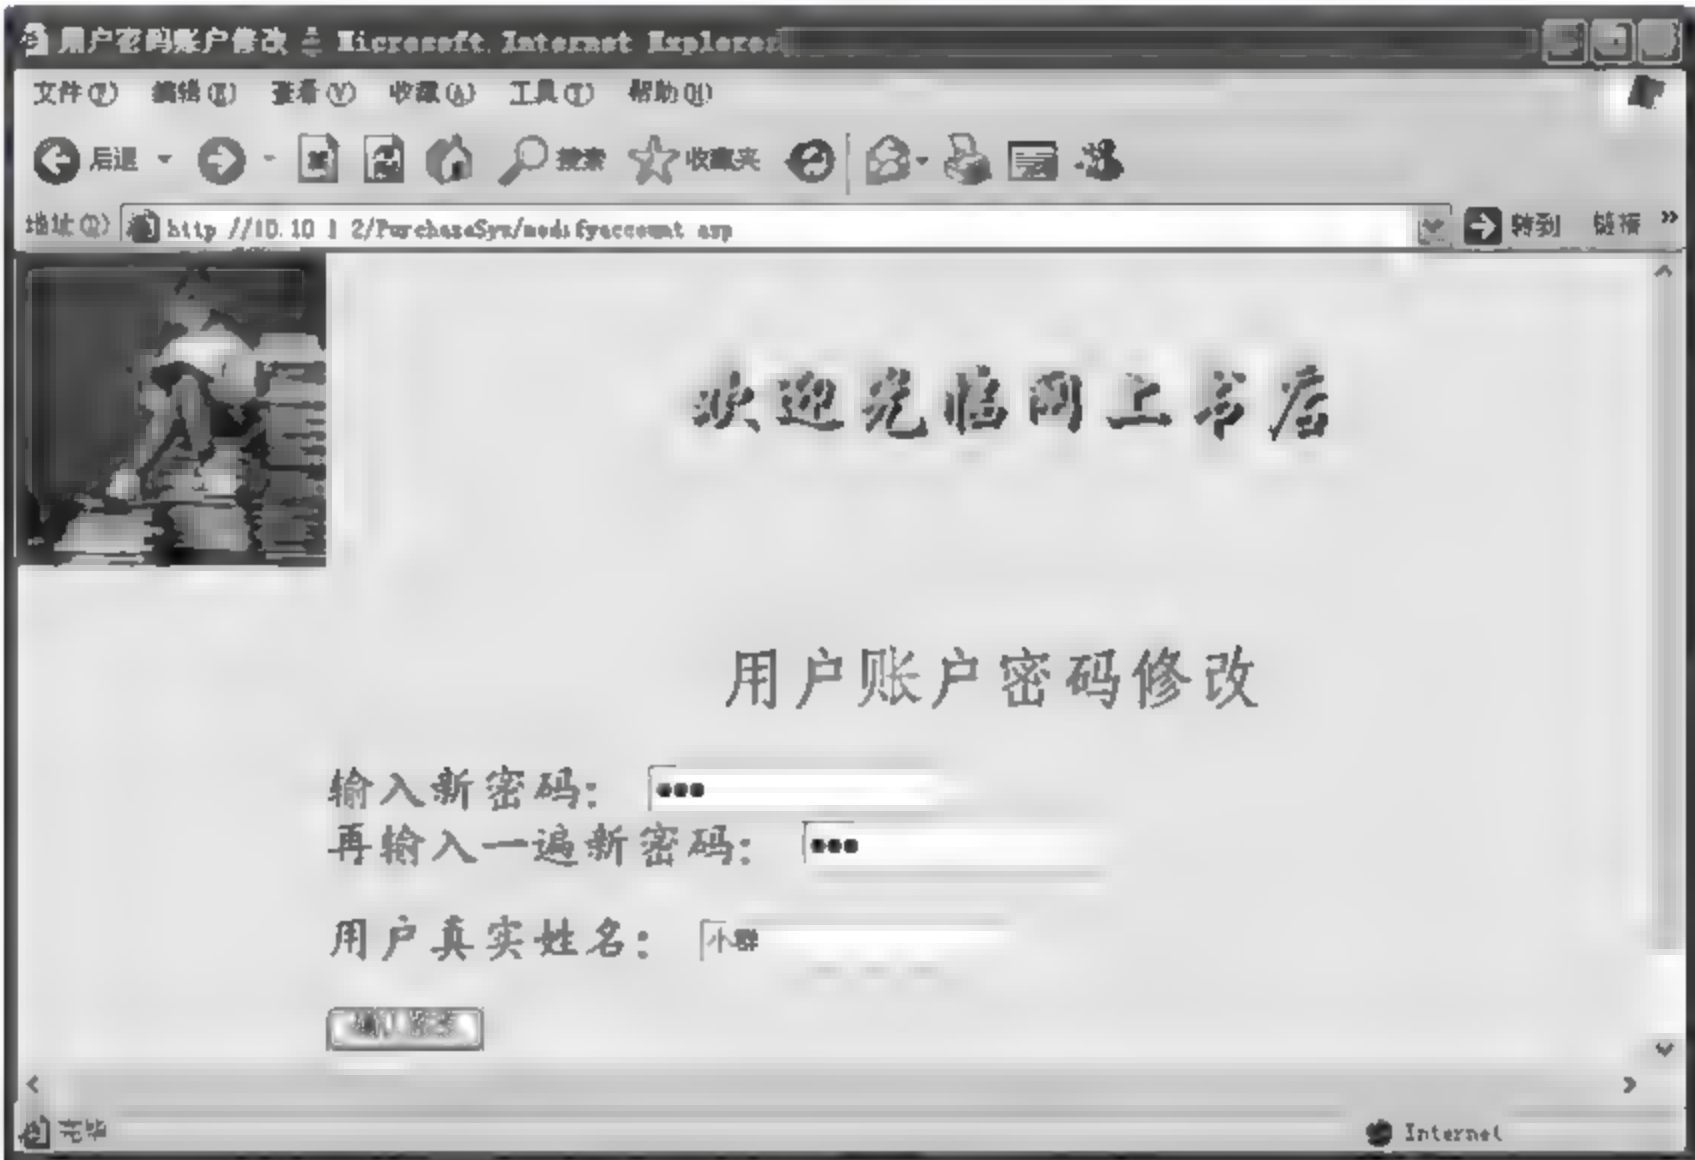 用户密码账户修改 - Microsoft Internet Explorer
文件(F) 编辑(E) 查看(V) 收藏(A) 工具(T) 帮助(H)
后退 搜索 收藏夹
地址(D) http://10.10.1.2/PurchaseSys/modifyaccount.asp 转到 链接 »
欢迎光临网上书店
用户账户密码修改
输入新密码: ●●●
再输入一遍新密码: ●●●
用户真实姓名: 小群
完毕 Internet